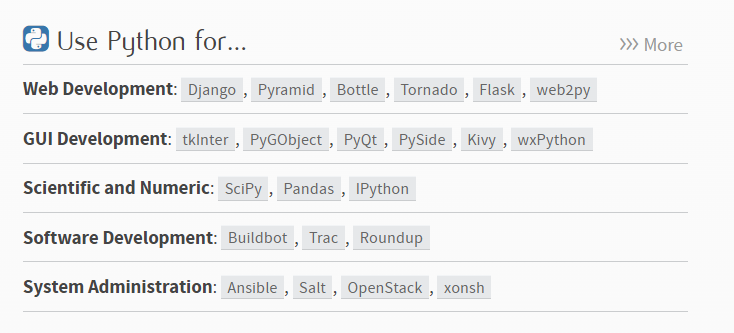 Use Python for...
>>> More
Web Development: Django, Pyramid, Bottle, Tornado, Flask, web2py
GUI Development: tkInter, PyGObject, PyQt, PySide, Kivy, wxPython
Scientific and Numeric: SciPy, Pandas, IPython
Software Development: Buildbot, Trac, Roundup
System Administration: Ansible, Salt, OpenStack, xonsh